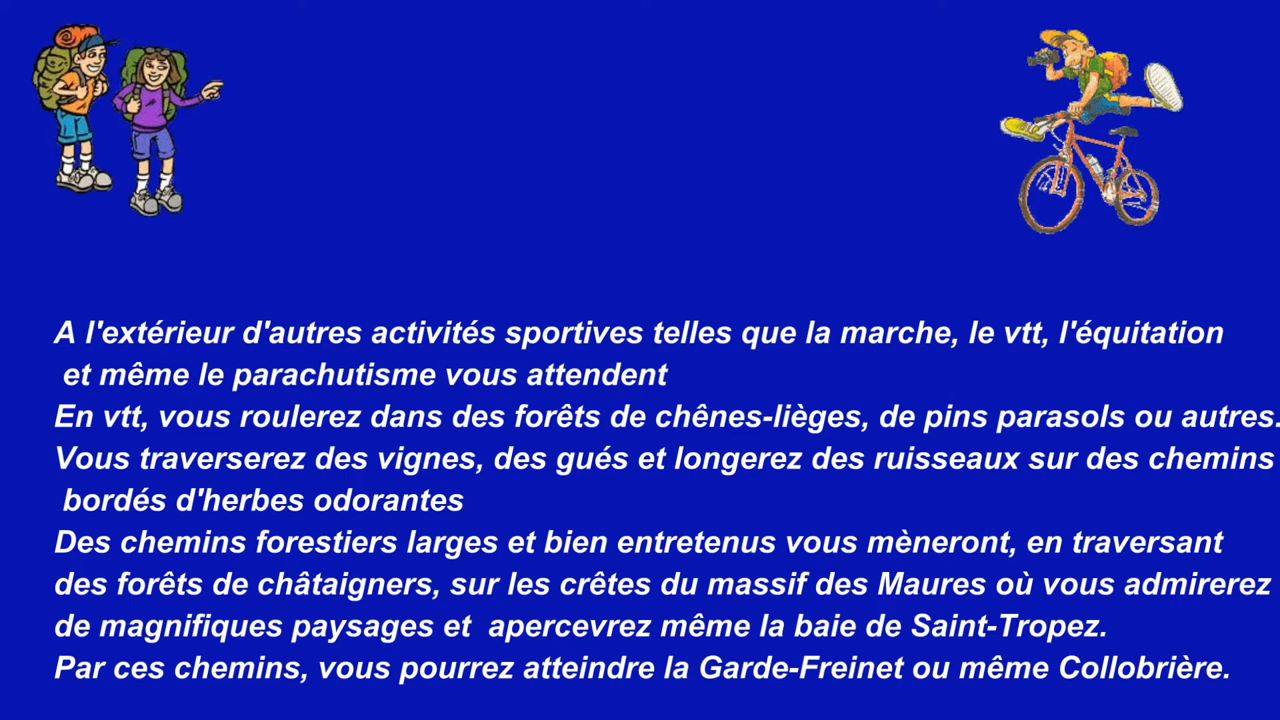 A l'extérieur d'autres activités sportives telles que la marche, le vtt, l'équitation
et même le parachutisme vous attendent
En vtt, vous roulerez dans des forêts de chênes-lièges, de pins parasols ou autres.
Vous traverserez des vignes, des gués et longerez des ruisseaux sur des chemins
bordés d'herbes odorantes
Des chemins forestiers larges et bien entretenus vous mèneront, en traversant
des forêts de châtaigners, sur les crêtes du massif des Maures où vous admirerez
de magnifiques paysages et  apercevrez même la baie de Saint-Tropez.
Par ces chemins, vous pourrez atteindre la Garde-Freinet ou même Collobrière.